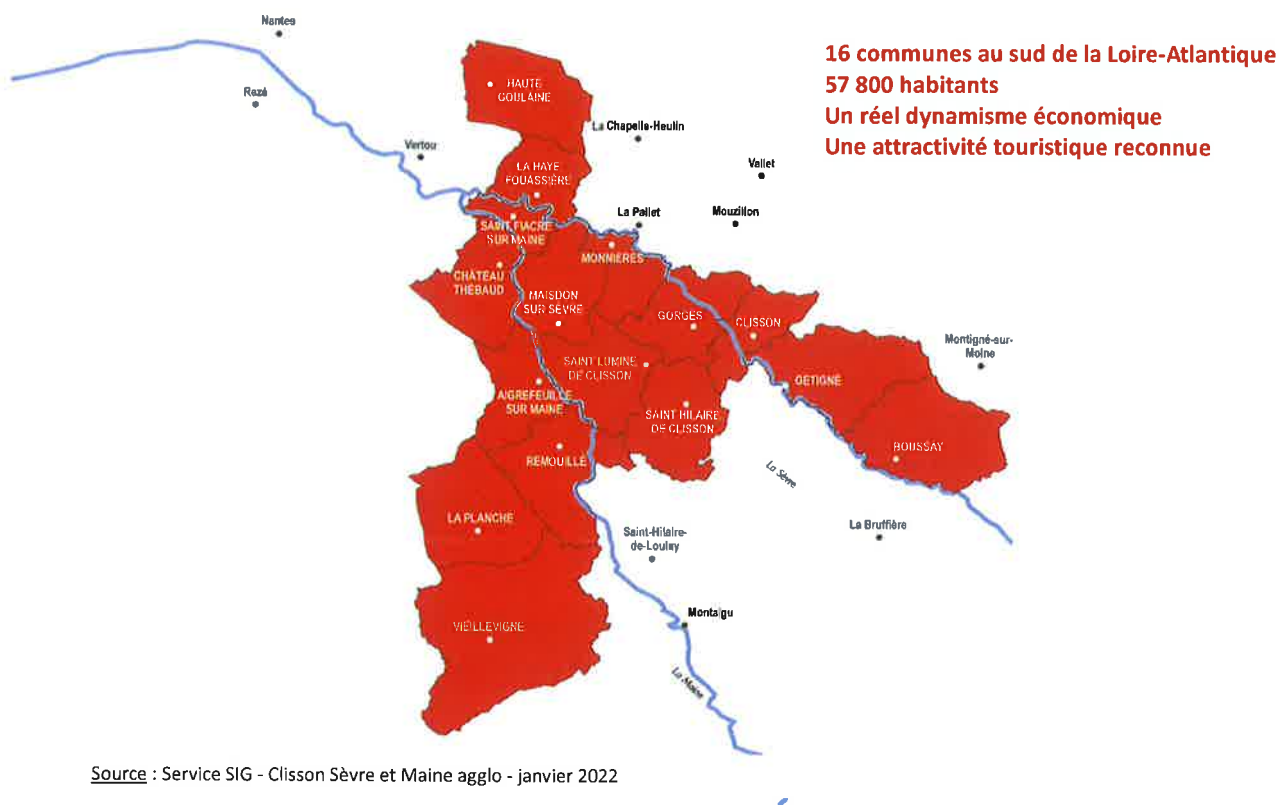 Nantes
16 communes au sud de la Loire-Atlantique
57 800 habitants
Un réel dynamisme économique
Une attractivité touristique reconnue
HAUTE
GOULAINE
Rezé
La Chapelle-Heulin
Vertou
Vallet
LA HAYE
FOUASSIÈRE
Le Pallet
Mouzillon
SAINT FIACRE
SUR MAINE
MONNIÈRES
CHÂTEAU
THÉBAUD
MAISDON
SUR SÈVRE
GORGES
CLISSON
Montigné-sur-
Moine
SAINT LUMINE
DE CLISSON
GETIGNÉ
AIGREFEUILLE
SUR MAINE
SAINT HILAIRE
DE CLISSON
BOUSSAY
REMOUILLÉ
La Sèvre
LA PLANCHE
Saint-Hilaire-
de-Loulay
La Bruffière
Montaigu
VIEILLEVIGNE
La Maine
Source : Service SIG - Clisson Sèvre et Maine agglo - janvier 2022